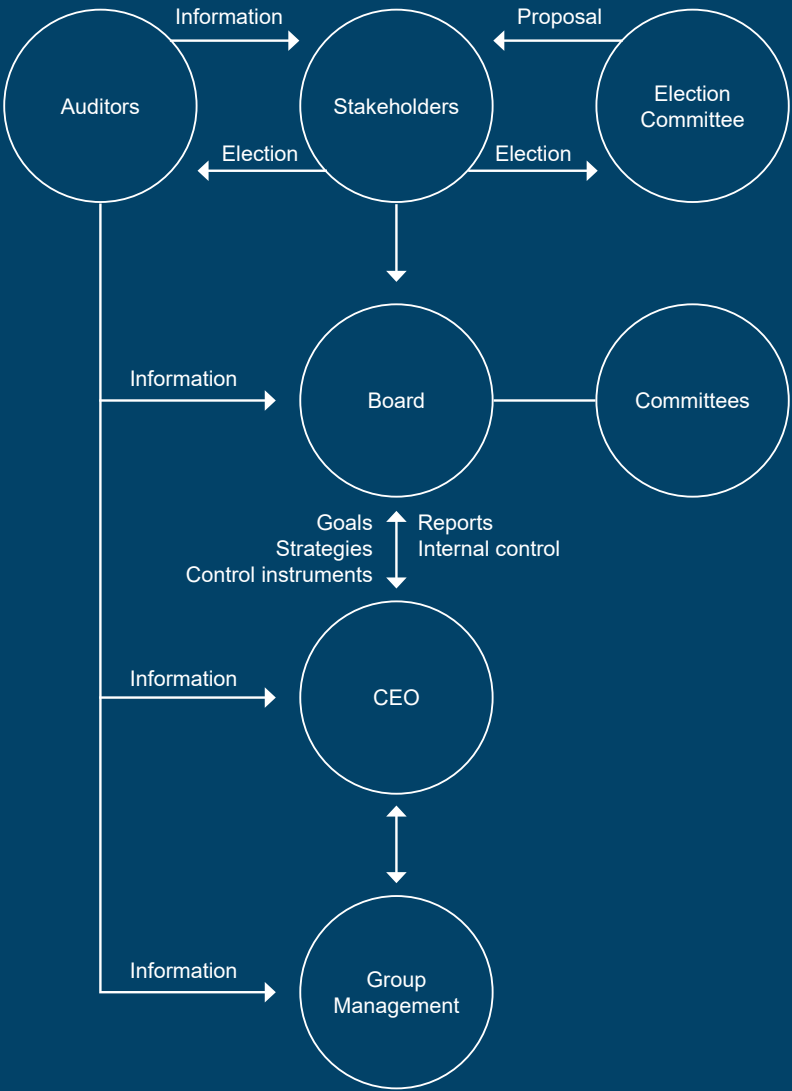 Information
Proposal
Auditors
Stakeholders
Election
Committee
Election
Election
Information
Board
Committees
Goals
Strategies
Control instruments
Reports
Internal control
Information
CEO
Information
Group
Management